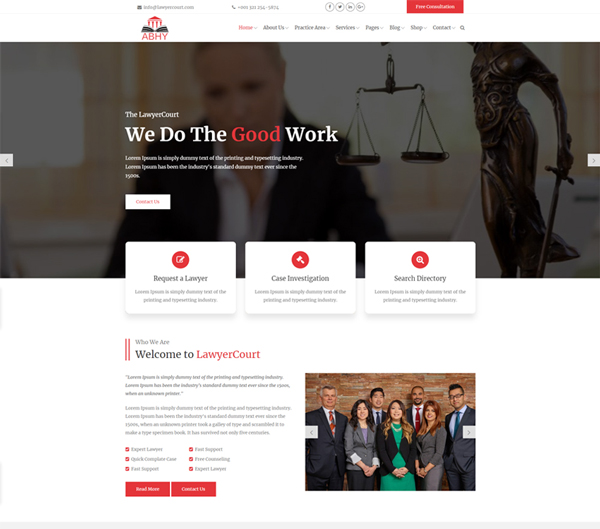 info@lawyercourt.com
+001 321 254 -5874
Free Consultation
ABHY
Home
About Us
Practice Area
Services
Pages
Blog
Shop
Contact
The LawyerCourt
We Do The Good Work
Lorem Ipsum is simply dummy text of the printing and typesetting industry.
Lorem Ipsum has been the industry's standard dummy text ever since the
1500s.
Contact Us
Request a Lawyer
Lorem Ipsum is simply dummy text of the
printing and typesetting industry.
Case Investigation
Lorem Ipsum is simply dummy text of the
printing and typesetting industry.
Search Directory
Lorem Ipsum is simply dummy text of the
printing and typesetting industry.
Who We Are
Welcome to LawyerCourt
"Lorem Ipsum is simply dummy text of the printing and typesetting industry.
Lorem Ipsum has been the industry's standard dummy text ever since the 1500s,
when an unknown printer."
Lorem Ipsum is simply dummy text of the printing and typesetting industry.
Lorem Ipsum has been the industry's standard dummy text ever since the
1500s, when an unknown printer took a galley of type and scrambled it to
make a type specimen book. It has survived not only five centuries.
Expert Lawyer
Fast Support
Quick Complate Case
Free Counseling
Fast Support
Expert Lawyer
Read More
Contact Us